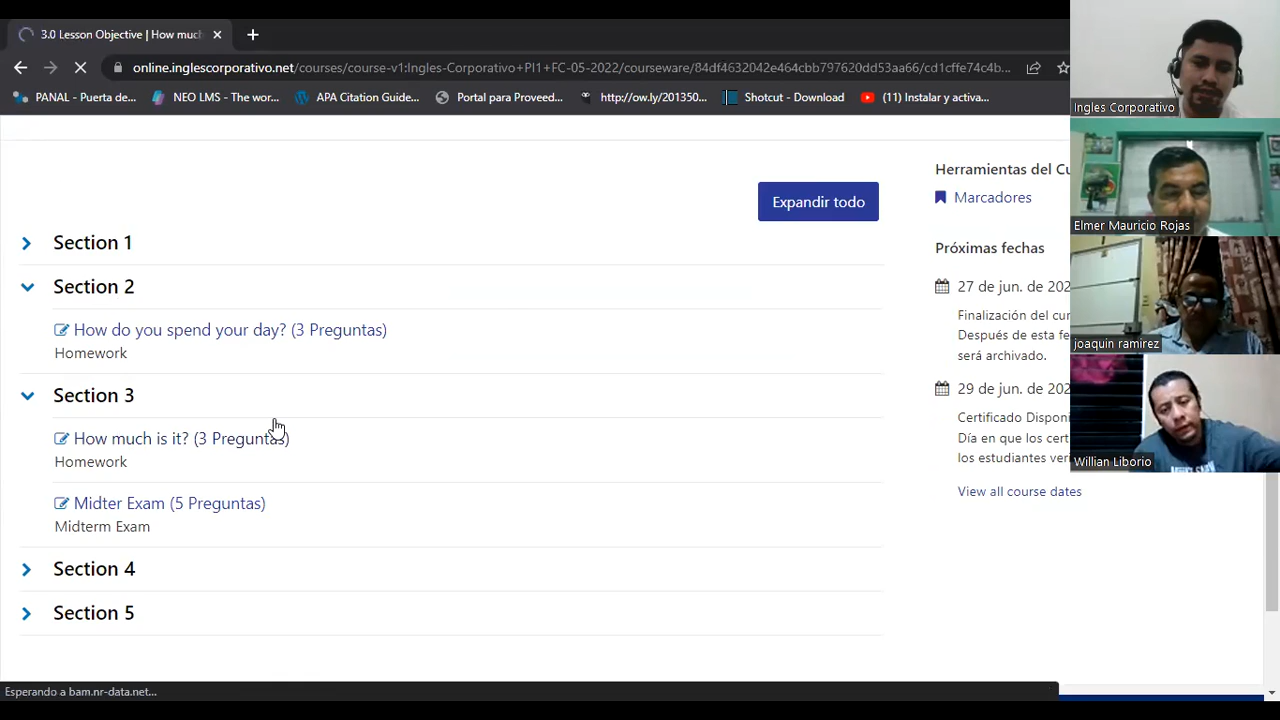 3.0 Lesson Objective | How much
online.inglescorporativo.net/courses/course-v1:Ingles-Corporativo+PI1+FC-05-2022/courseware/84df4632042e464cbb797620dd53aa66/cd1cffe74c4b...
PANAL - Puerta de...
NEO LMS - The wor...
APA Citation Guide...
Portal para Proveed...
http://ow.ly/201350...
Shotcut - Download
(11) Instalar y activa...
Expandir todo
Section 1
Section 2
How do you spend your day? (3 Preguntas)
Homework
Section 3
How much is it? (3 Preguntas)
Homework
Midter Exam (5 Preguntas)
Midterm Exam
Section 4
Section 5
Herramientas del Cu
Marcadores
Próximas fechas
27 de jun. de 202
Finalización del cur
Después de esta fe
será archivado.
29 de jun. de 202
Certificado Disponi
Día en que los cert
los estudiantes veri
View all course dates
Ingles Corporativo
Elmer Mauricio Rojas
joaquin ramirez
Willian Liborio
Esperando a bam.nr-data.net...